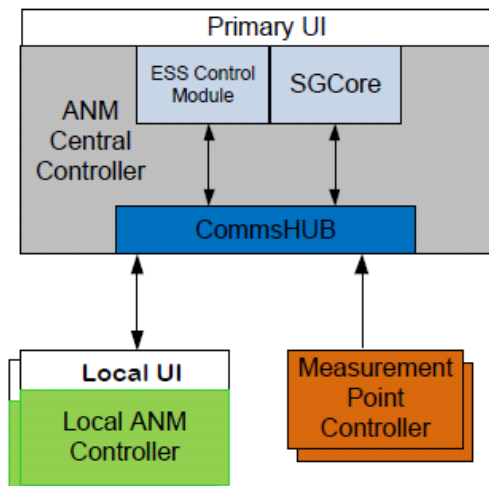 Primary UI
ESS Control
Module
SGCore
ANM
Central
Controller
CommsHUB
Local UI
Local ANM
Controller
Measurement
Point
Controller